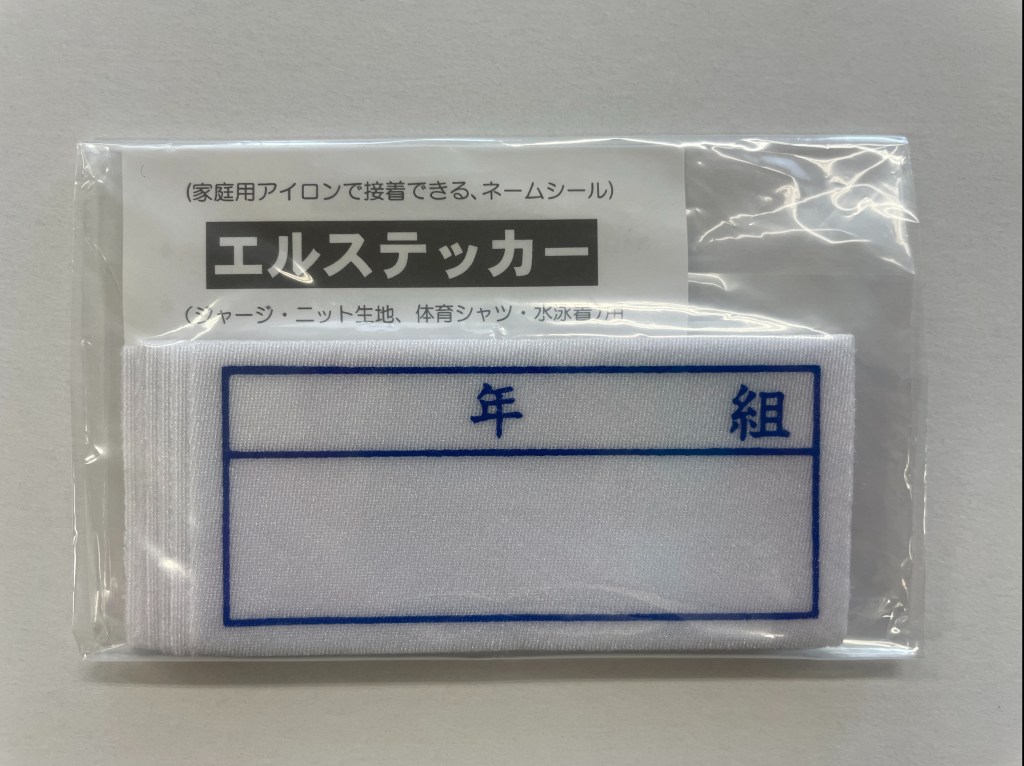 (家庭用アイロンで接着できる、ネームシール)
エルステッカー
(ジャージ・ニット生地、体育シャツ・水泳着万用
年 組